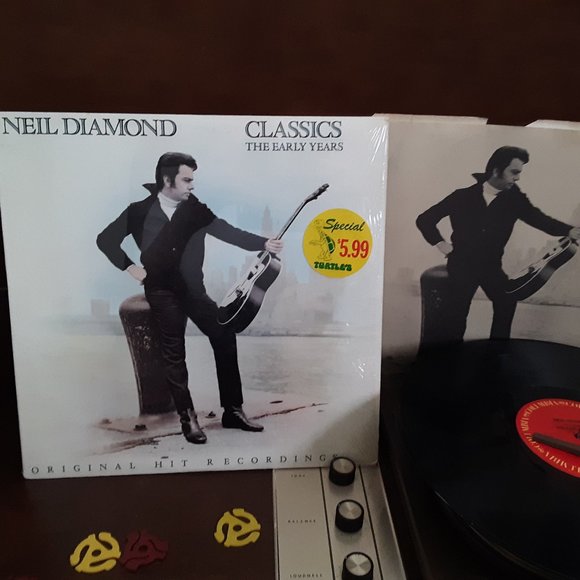 NEIL DIAMOND
CLASSICS
THE EARLY YEARS
Special
$5.99
TURTLE'S
ORIGINAL HIT RECORDINGS
TONE
BALANCE
LOUDNESS